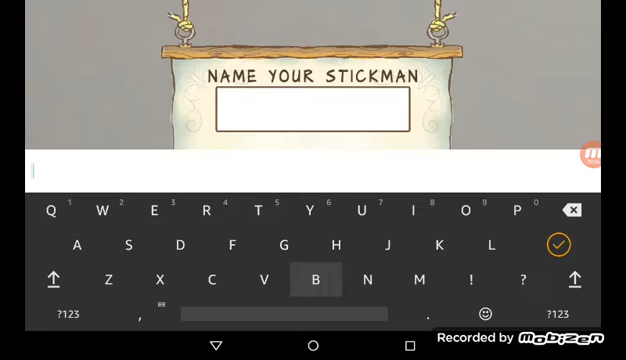 NAME YOUR STICKMAN
1 2 3 4 5 6 7 8 9 0
Q W E R T Y U I O P
A S D F G H J K L
Z X C V B N M ! ?
?123 , . ?123
Recorded by mobizen